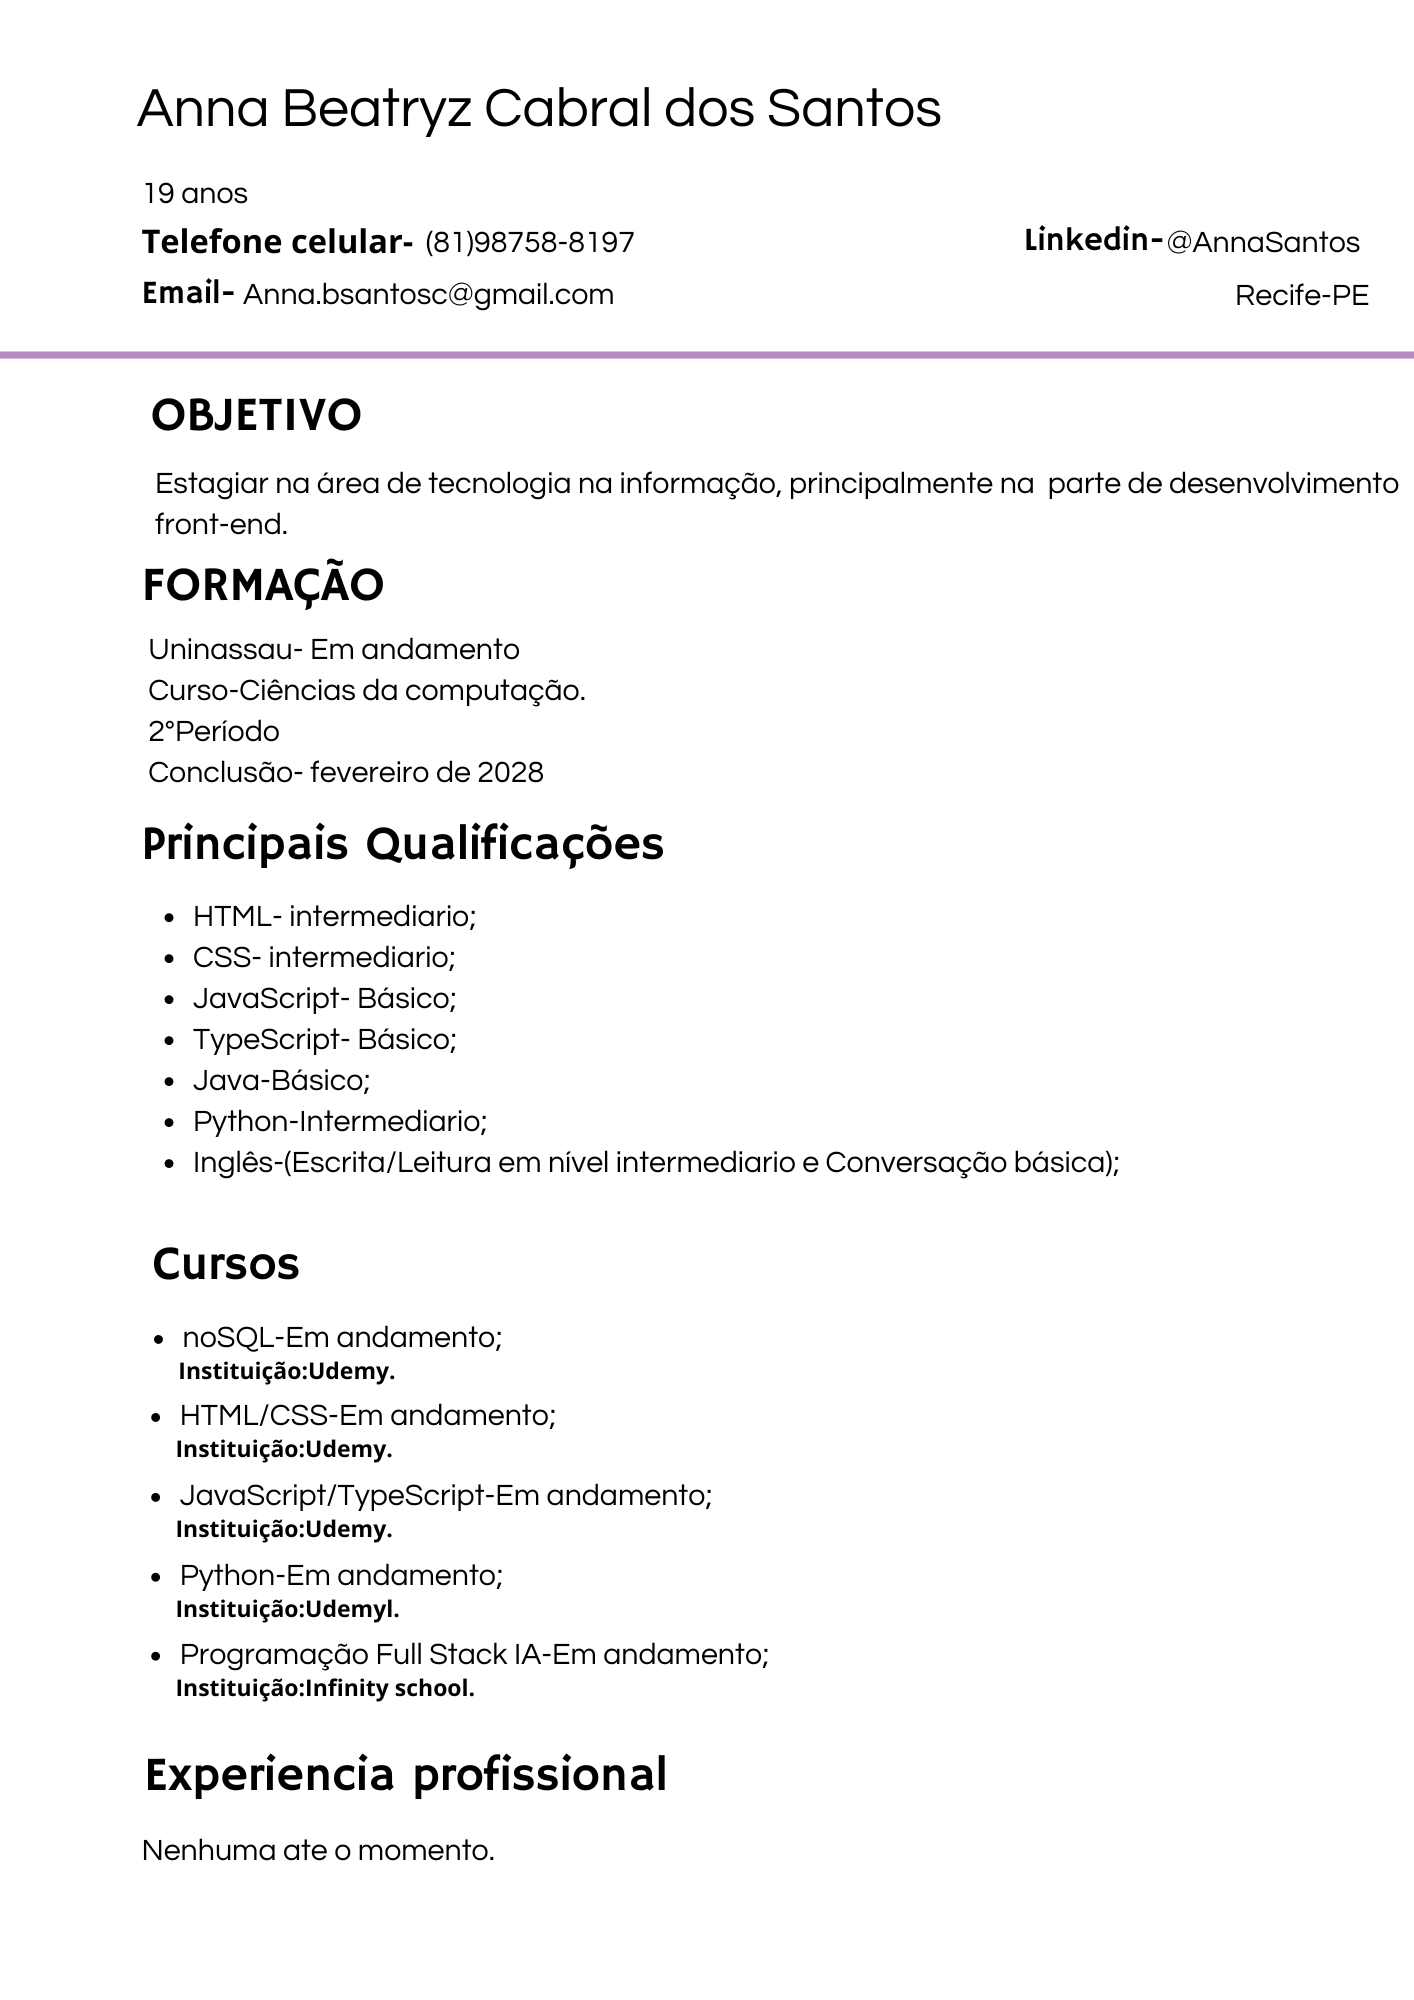 Anna Beatryz Cabral dos Santos
19 anos
Telefone celular- (81)98758-8197
Linkedin-@AnnaSantos
Email- Anna.bsantosc@gmail.com
Recife-PE
OBJETIVO
Estagiar na área de tecnologia na informação, principalmente na  parte de desenvolvimento
front-end.
FORMAÇÃO
Uninassau- Em andamento
Curso-Ciências da computação.
2°Período
Conclusão- fevereiro de 2028
Principais Qualificações
• HTML- intermediario;
• CSS- intermediario;
• JavaScript- Básico;
• TypeScript- Básico;
• Java-Básico;
• Python-Intermediario;
• Inglês-(Escrita/Leitura em nível intermediario e Conversação básica);
Cursos
• noSQL-Em andamento;
Instituição:Udemy.
• HTML/CSS-Em andamento;
Instituição:Udemy.
• JavaScript/TypeScript-Em andamento;
Instituição:Udemy.
• Python-Em andamento;
Instituição:Udemyl.
• Programação Full Stack IA-Em andamento;
Instituição:Infinity school.
Experiencia profissional
Nenhuma ate o momento.